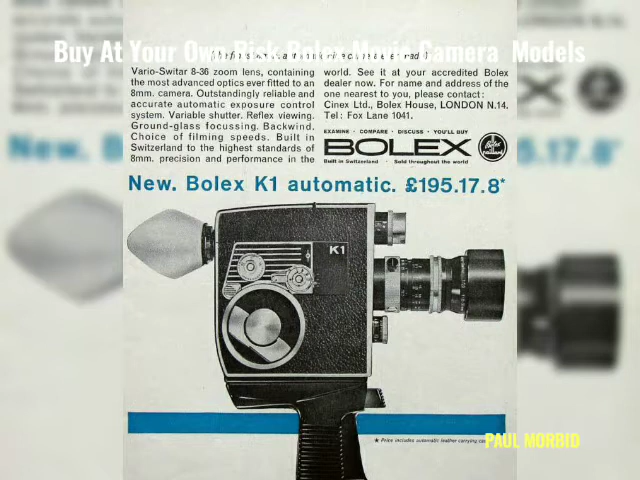 Buy At Your Own Risk Bolex Movie Camera Models
Vario-Switar 8-36 zoom lens, containing
the most advanced optics ever fitted to an
8mm. camera. Outstandingly reliable and
accurate automatic exposure control
system. Variable shutter. Reflex viewing.
Ground-glass focussing. Backwind.
Choice of filming speeds. Built in
Switzerland to the highest standards of
8mm. precision and performance in the
world. See it at your accredited Bolex
dealer now. For name and address of the
one nearest to you, please contact:
Cinex Ltd., Bolex House, LONDON N.14.
Tel: Fox Lane 1041.
EXAMINE · COMPARE · DISCUSS · YOU'LL BUY
BOLEX
Built in Switzerland · Sold throughout the world
New. Bolex K1 automatic. £195.17.8*
K1
* Price includes automatic leather carrying
PAUL MORBID